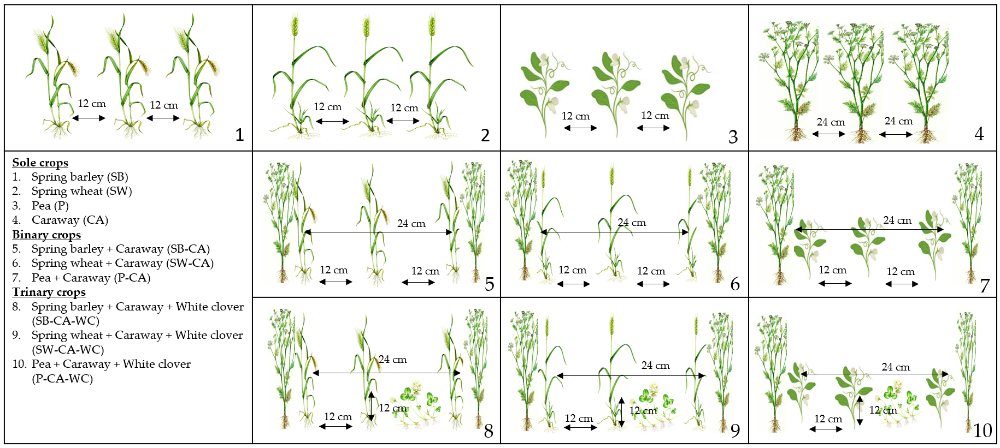 12 cm
12 cm
1
12 cm
12 cm
2
12 cm
12 cm
3
24 cm
24 cm
4
Sole crops
1. Spring barley (SB)
2. Spring wheat (SW)
3. Pea (P)
4. Caraway (CA)
Binary crops
5. Spring barley + Caraway (SB-CA)
6. Spring wheat + Caraway (SW-CA)
7. Pea + Caraway (P-CA)
Trinary crops
8. Spring barley + Caraway + White clover
(SB-CA-WC)
9. Spring wheat + Caraway + White clover
(SW-CA-WC)
10. Pea + Caraway + White clover
(P-CA-WC)
24 cm
12 cm
12 cm
5
24 cm
12 cm
12 cm
6
24 cm
12 cm
12 cm
7
24 cm
12 cm
12 cm
8
24 cm
12 cm
12 cm
9
24 cm
12 cm
12 cm
10